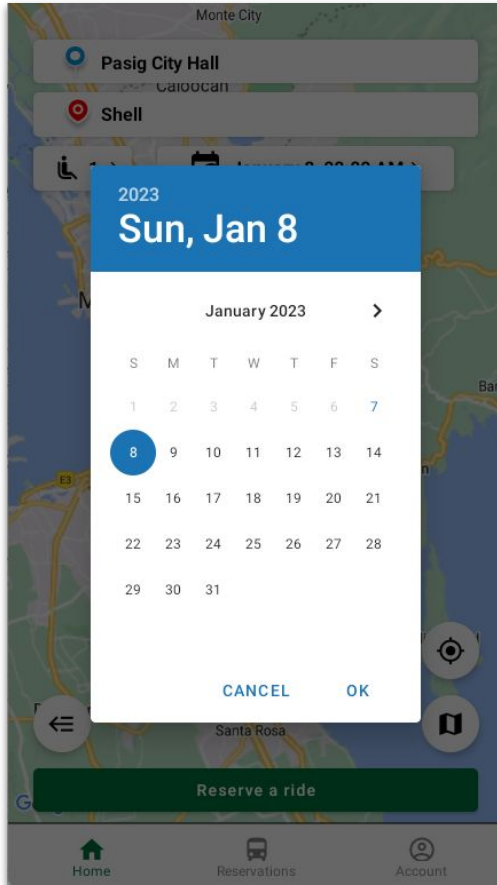 Monte City
Pasig City Hall
Caloocan
Shell
2023
Sun, Jan 8
January 2023
S M T W T F S
1 2 3 4 5 6 7
8 9 10 11 12 13 14
15 16 17 18 19 20 21
22 23 24 25 26 27 28
29 30 31
E3
CANCEL OK
Santa Rosa
Reserve a ride
Home Reservations Account